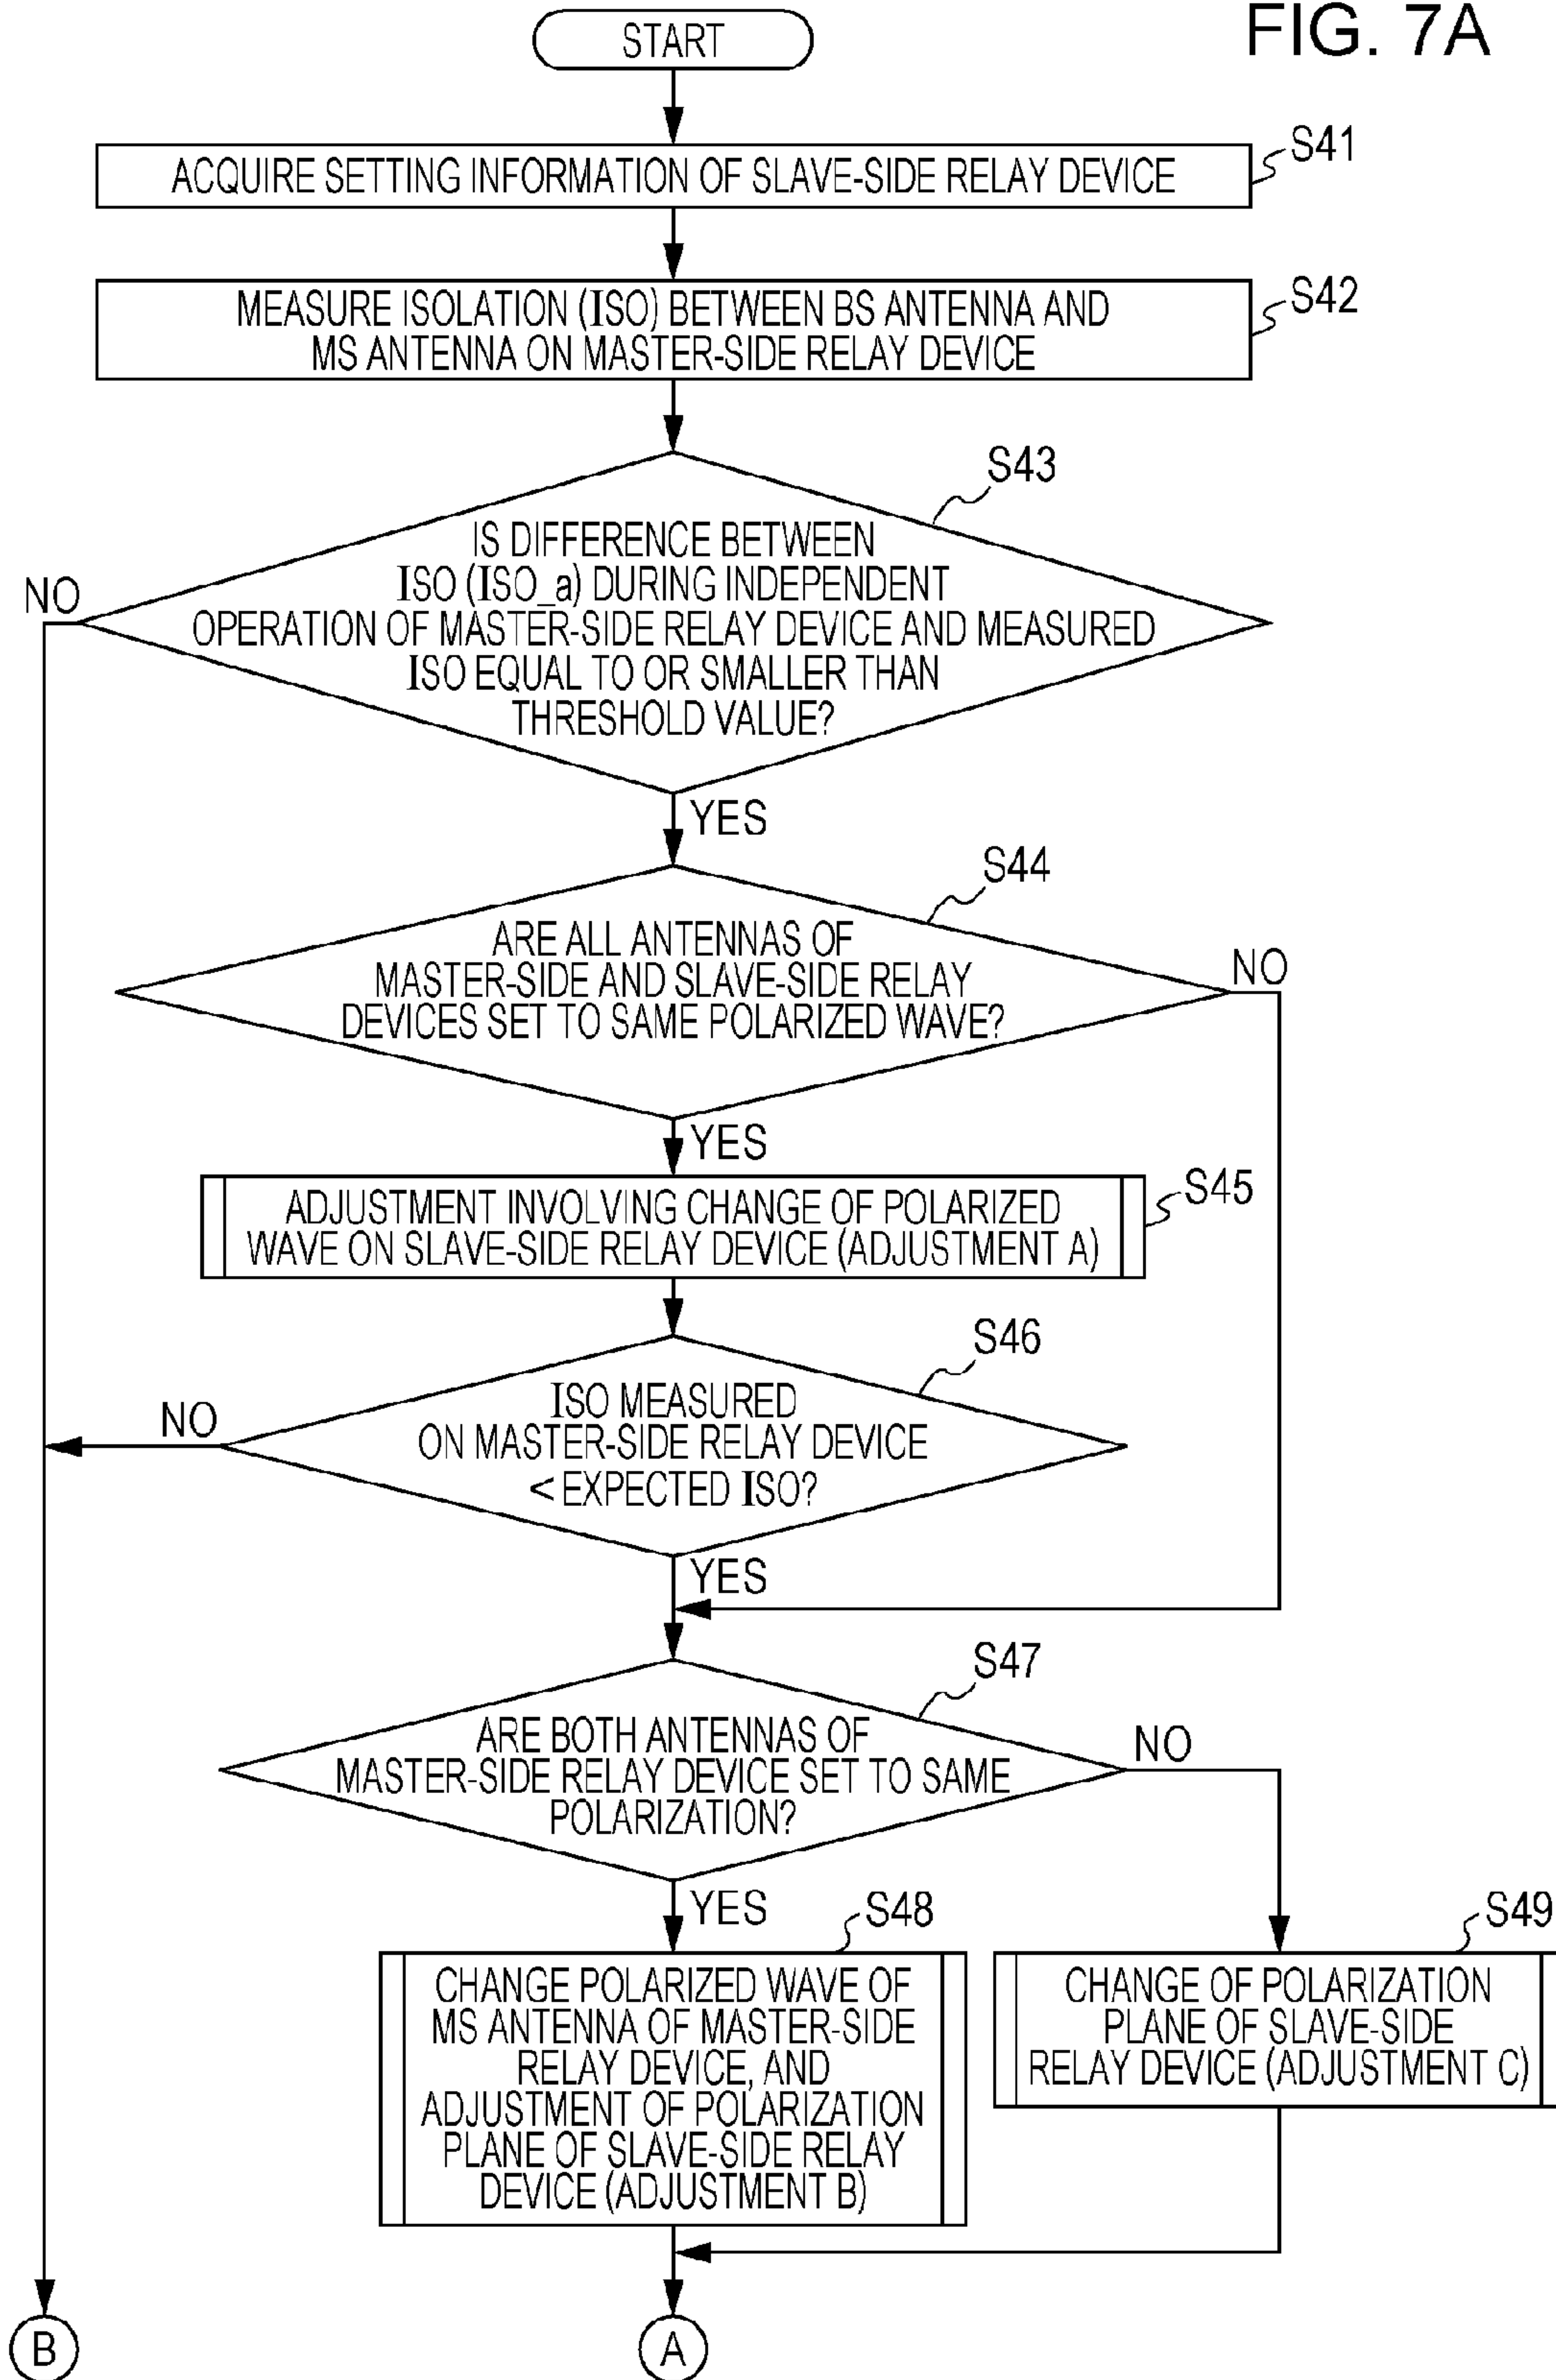 FIG. 7A
START
ACQUIRE SETTING INFORMATION OF SLAVE-SIDE RELAY DEVICE
S41
MEASURE ISOLATION (ISO) BETWEEN BS ANTENNA AND
MS ANTENNA ON MASTER-SIDE RELAY DEVICE
S42
S43
IS DIFFERENCE BETWEEN
ISO (ISO_a) DURING INDEPENDENT
OPERATION OF MASTER-SIDE RELAY DEVICE AND MEASURED
ISO EQUAL TO OR SMALLER THAN
THRESHOLD VALUE?
NO
YES
S44
ARE ALL ANTENNAS OF
MASTER-SIDE AND SLAVE-SIDE RELAY
DEVICES SET TO SAME POLARIZED WAVE?
NO
YES
S45
ADJUSTMENT INVOLVING CHANGE OF POLARIZED
WAVE ON SLAVE-SIDE RELAY DEVICE (ADJUSTMENT A)
S46
ISO MEASURED
ON MASTER-SIDE RELAY DEVICE
< EXPECTED ISO?
NO
YES
S47
ARE BOTH ANTENNAS OF
MASTER-SIDE RELAY DEVICE SET TO SAME
POLARIZATION?
NO
YES
S48
CHANGE POLARIZED WAVE OF
MS ANTENNA OF MASTER-SIDE
RELAY DEVICE, AND
ADJUSTMENT OF POLARIZATION
PLANE OF SLAVE-SIDE RELAY
DEVICE (ADJUSTMENT B)
S49
CHANGE OF POLARIZATION
PLANE OF SLAVE-SIDE
RELAY DEVICE (ADJUSTMENT C)
B
A